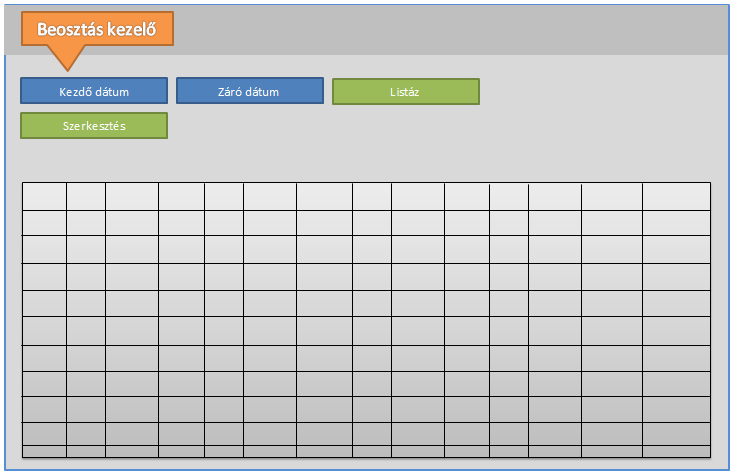 Beosztás kezelő
Kezdő dátum
Záró dátum
Listáz
Szerkesztés